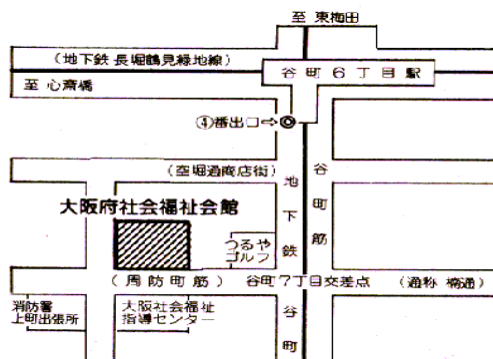 至 東梅田
(地下鉄 長堀鶴見緑地線)
谷町6丁目駅
至 心斎橋
④番出口⇨◎
(空堀通商店街)
谷町筋
地下鉄 谷町
大阪府社会福祉会館
つるや
ゴルフ
(周防町筋)
谷町7丁目交差点
(通称 楠通)
消防署
上町出張所
大阪社会福祉
指導センター